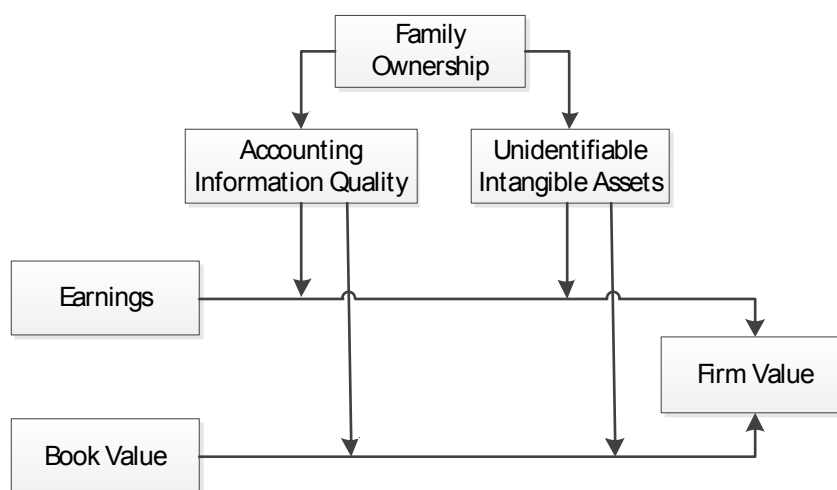 Family
Ownership
Accounting
Information Quality
Unidentifiable
Intangible Assets
Earnings
Firm Value
Book Value